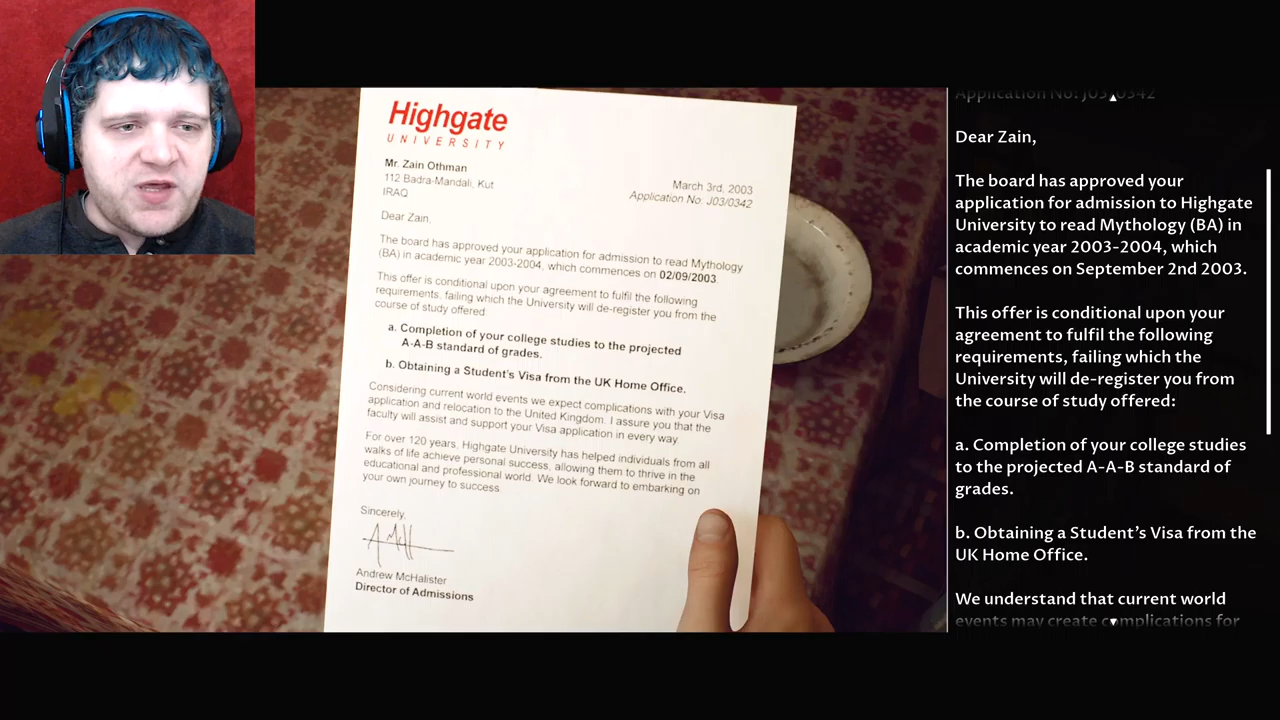 Highgate
UNIVERSITY
Mr. Zain Othman
112 Badra-Mandali, Kut
IRAQ
March 3rd, 2003
Application No. J03/0342
Dear Zain,
The board has approved your application for admission to read Mythology
(BA) in academic year 2003-2004, which commences on 02/09/2003.
This offer is conditional upon your agreement to fulfil the following
requirements, failing which the University will de-register you from the
course of study offered
a. Completion of your college studies to the projected
A-A-B standard of grades.
b. Obtaining a Student's Visa from the UK Home Office.
Considering current world events we expect complications with your Visa
application and relocation to the United Kingdom. I assure you that the
faculty will assist and support your Visa application in every way.
For over 120 years, Highgate University has helped individuals from all
walks of life achieve personal success, allowing them to thrive in the
educational and professional world. We look forward to embarking on
your own journey to success
Sincerely,
Andrew McHalister
Director of Admissions
Application No: J03/0342
Dear Zain,
The board has approved your
application for admission to Highgate
University to read Mythology (BA) in
academic year 2003-2004, which
commences on September 2nd 2003.
This offer is conditional upon your
agreement to fulfil the following
requirements, failing which the
University will de-register you from
the course of study offered:
a. Completion of your college studies
to the projected A-A-B standard of
grades.
b. Obtaining a Student's Visa from the
UK Home Office.
We understand that current world
events may create complications for